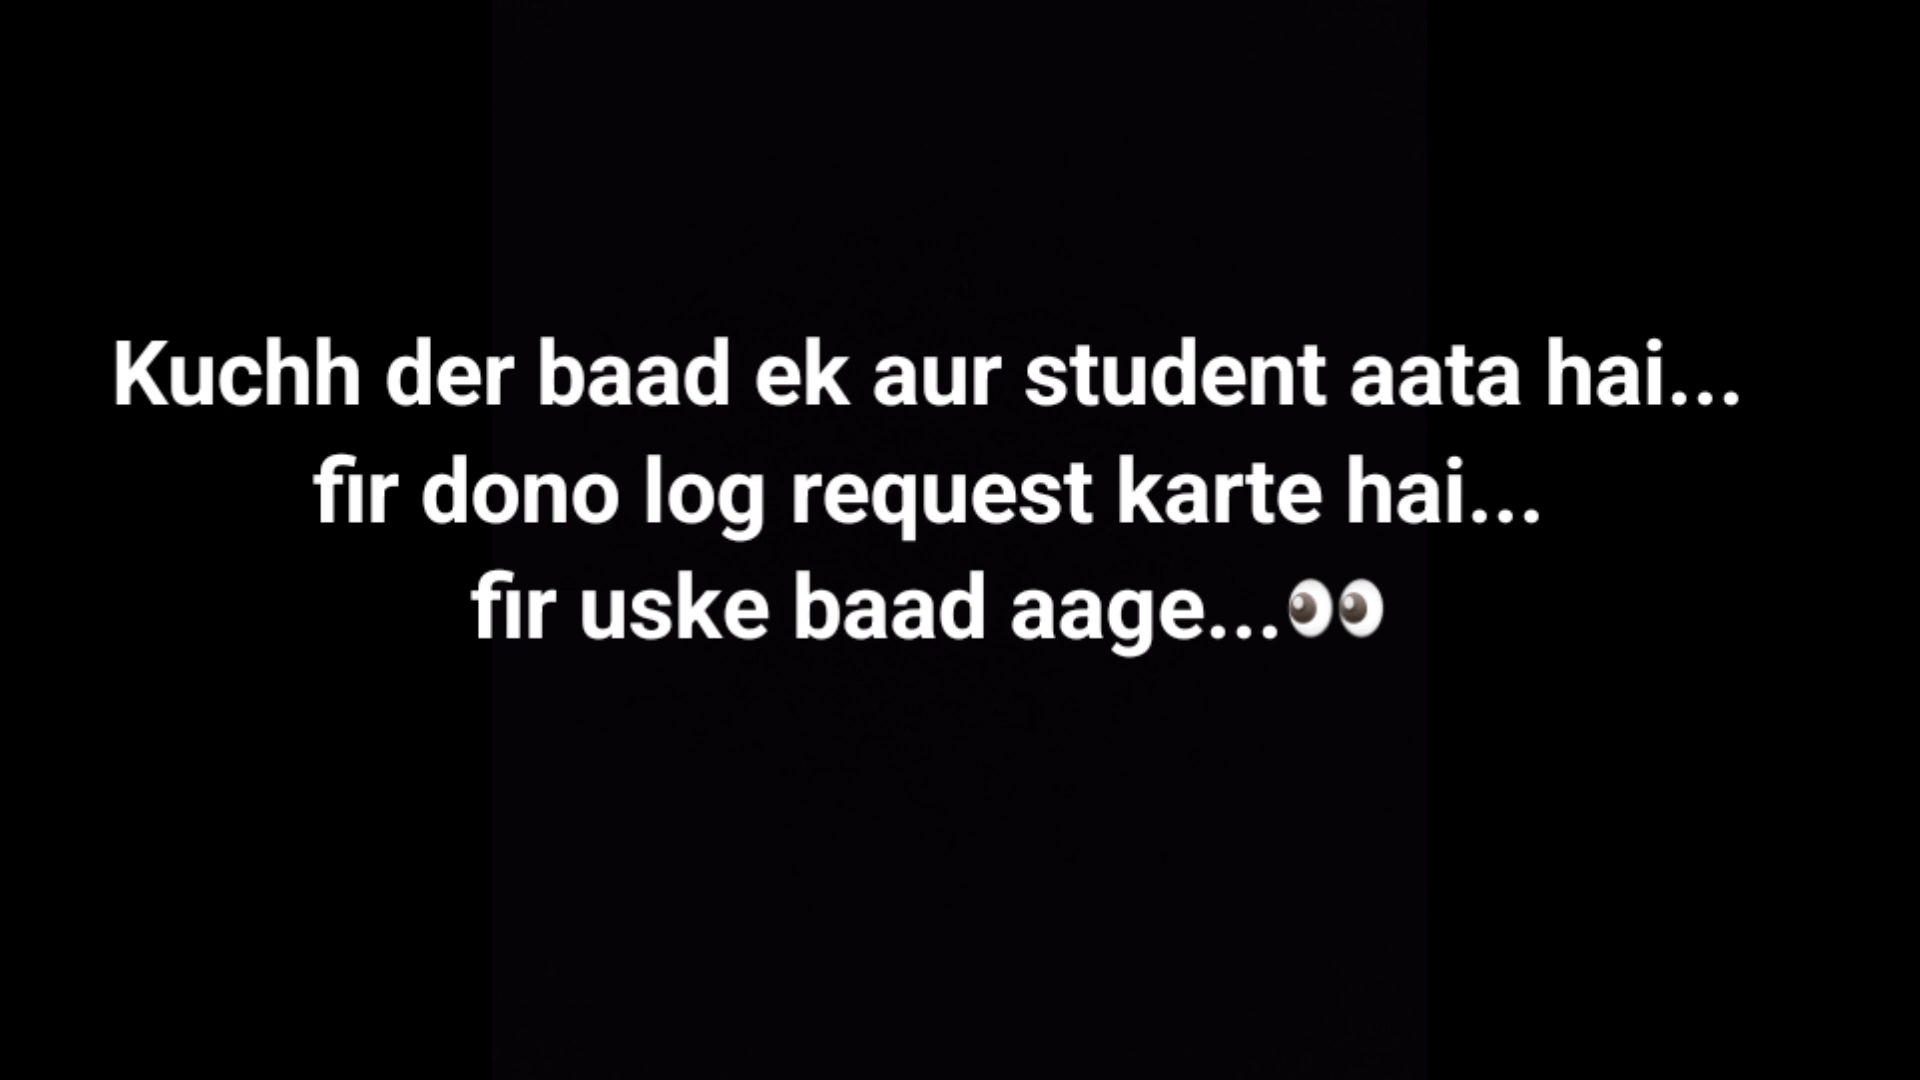 Kuchh der baad ek aur student aata hai...
fir dono log request karte hai...
fir uske baad aage...👀